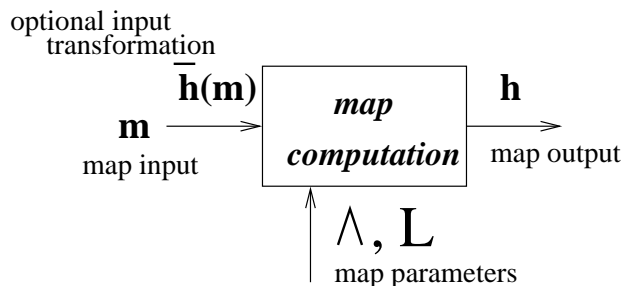 optional input
transformation
h̅(m)
m
map input
map
computation
h
map output
Λ, L
map parameters